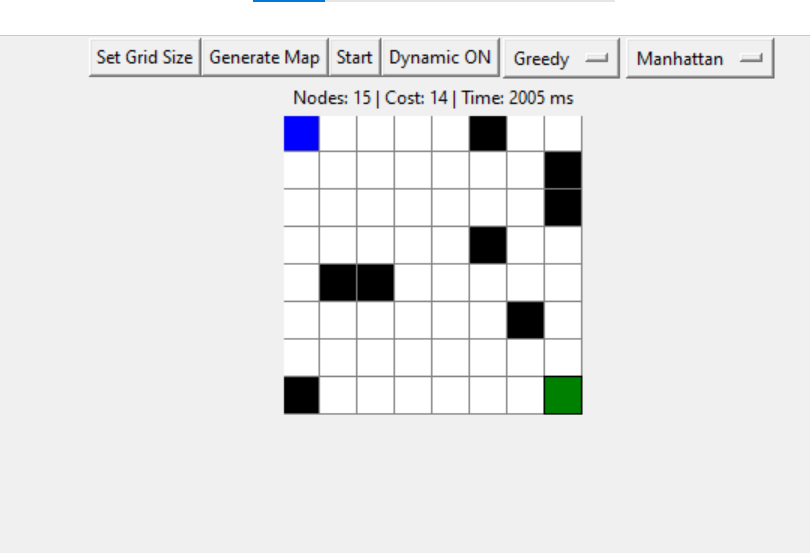 Set Grid Size Generate Map Start Dynamic ON Greedy Manhattan
Nodes: 15 | Cost: 14 | Time: 2005 ms